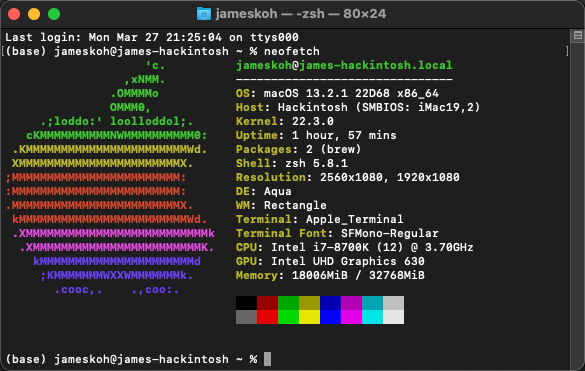 jameskoh — -zsh — 80×24
Last login: Mon Mar 27 21:25:04 on ttys000
(base) jameskoh@james-hackintosh ~ % neofetch
                    'c.          jameskoh@james-hackintosh.local
                 ,xNMM.          -------------------------------
               .OMMMMo           OS: macOS 13.2.1 22D68 x86_64
               OMMM0,            Host: Hackintosh (SMBIOS: iMac19,2)
     .;loddo:' loolloddol;.      Kernel: 22.3.0
   cKMMMMMMMMMMNWMMMMMMMMMM0:    Uptime: 1 hour, 57 mins
 .KMMMMMMMMMMMMMMMMMMMMMMMWd.    Packages: 2 (brew)
 XMMMMMMMMMMMMMMMMMMMMMMMX.      Shell: zsh 5.8.1
;MMMMMMMMMMMMMMMMMMMMMMMM:       Resolution: 2560x1080, 1920x1080
:MMMMMMMMMMMMMMMMMMMMMMMM:       DE: Aqua
.MMMMMMMMMMMMMMMMMMMMMMMMX.      WM: Rectangle
 kMMMMMMMMMMMMMMMMMMMMMMMMWd.    Terminal: Apple_Terminal
 .XMMMMMMMMMMMMMMMMMMMMMMMMMMk   Terminal Font: SFMono-Regular
  .XMMMMMMMMMMMMMMMMMMMMMMMMK.   CPU: Intel i7-8700K (12) @ 3.70GHz
    kMMMMMMMMMMMMMMMMMMMMMMd     GPU: Intel UHD Graphics 630
     ;KMMMMMMMWXXWMMMMMMMk.      Memory: 18006MiB / 32768MiB
       .cooc,.    .,coo:.
(base) jameskoh@james-hackintosh ~ %